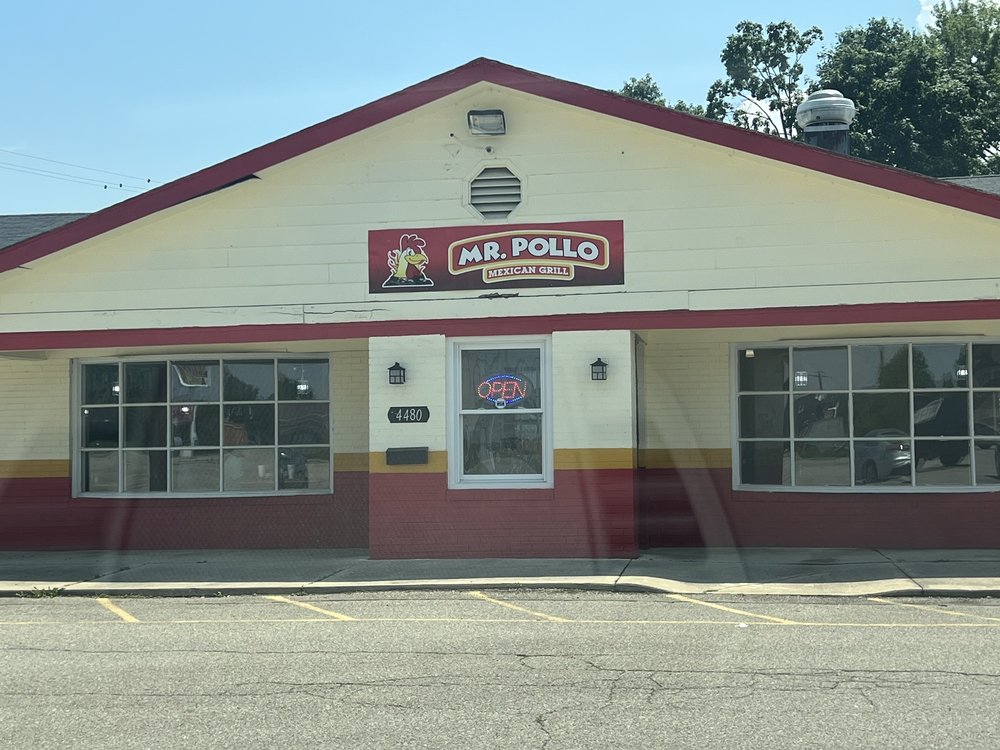 MR. POLLO
MEXICAN GRILL
OPEN
4480